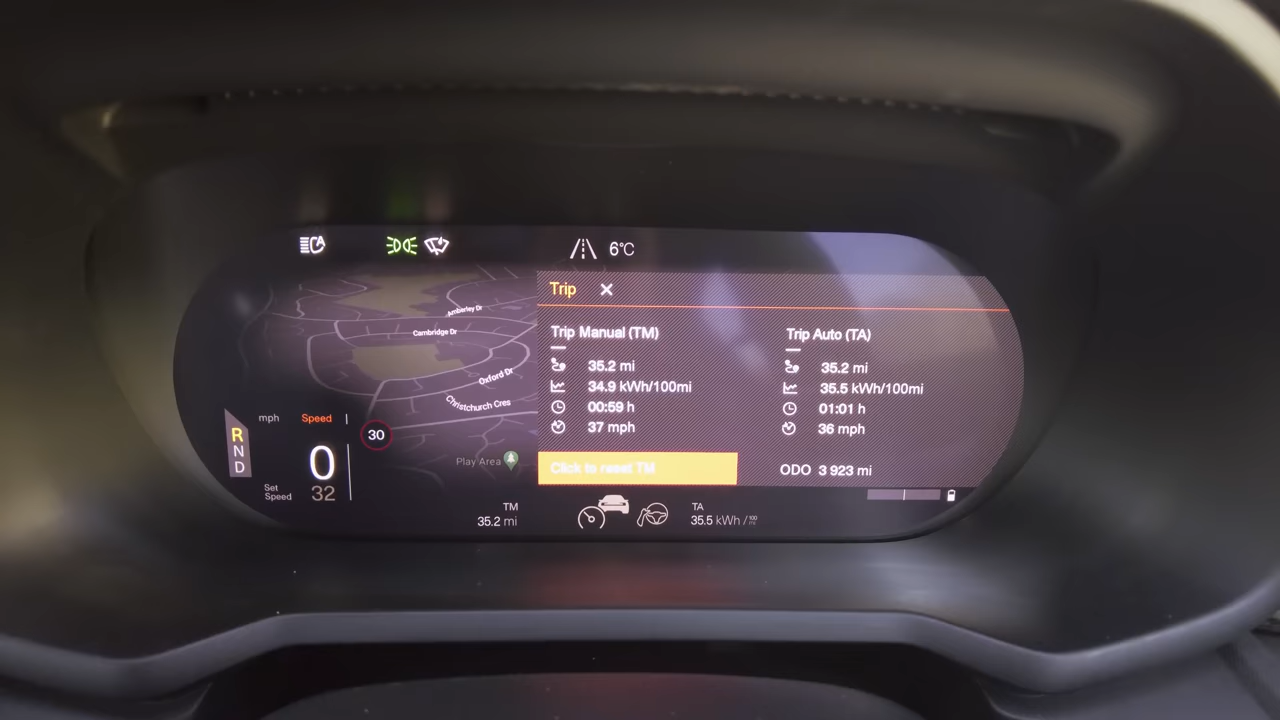 6°C
Trip
Amberley Dr
Cambridge Dr
Oxford Dr
Christchurch Cres
Play Area
Trip Manual (TM)
35.2 mi
34.9 kWh/100mi
00:59 h
37 mph
Click to reset TM
Trip Auto (TA)
35.2 mi
35.5 kWh/100mi
01:01 h
36 mph
ODO 3 923 mi
R
N
D
mph Speed
30
0
Set
Speed
32
TM
35.2 mi
TA
35.5 kWh / 100 mi